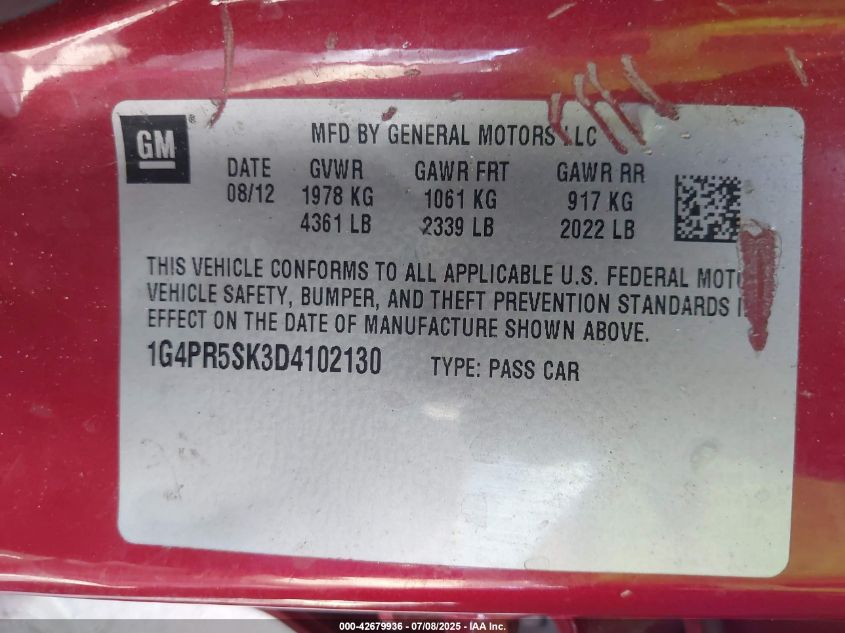 GM
MFD BY GENERAL MOTORS LLC
DATE GVWR GAWR FRT GAWR RR
08/12 1978 KG 1061 KG 917 KG
4361 LB 2339 LB 2022 LB
THIS VEHICLE CONFORMS TO ALL APPLICABLE U.S. FEDERAL MOTO
VEHICLE SAFETY, BUMPER, AND THEFT PREVENTION STANDARDS I
EFFECT ON THE DATE OF MANUFACTURE SHOWN ABOVE.
1G4PR5SK3D4102130 TYPE: PASS CAR
000-42679936 - 07/08/2025 - IAA Inc.